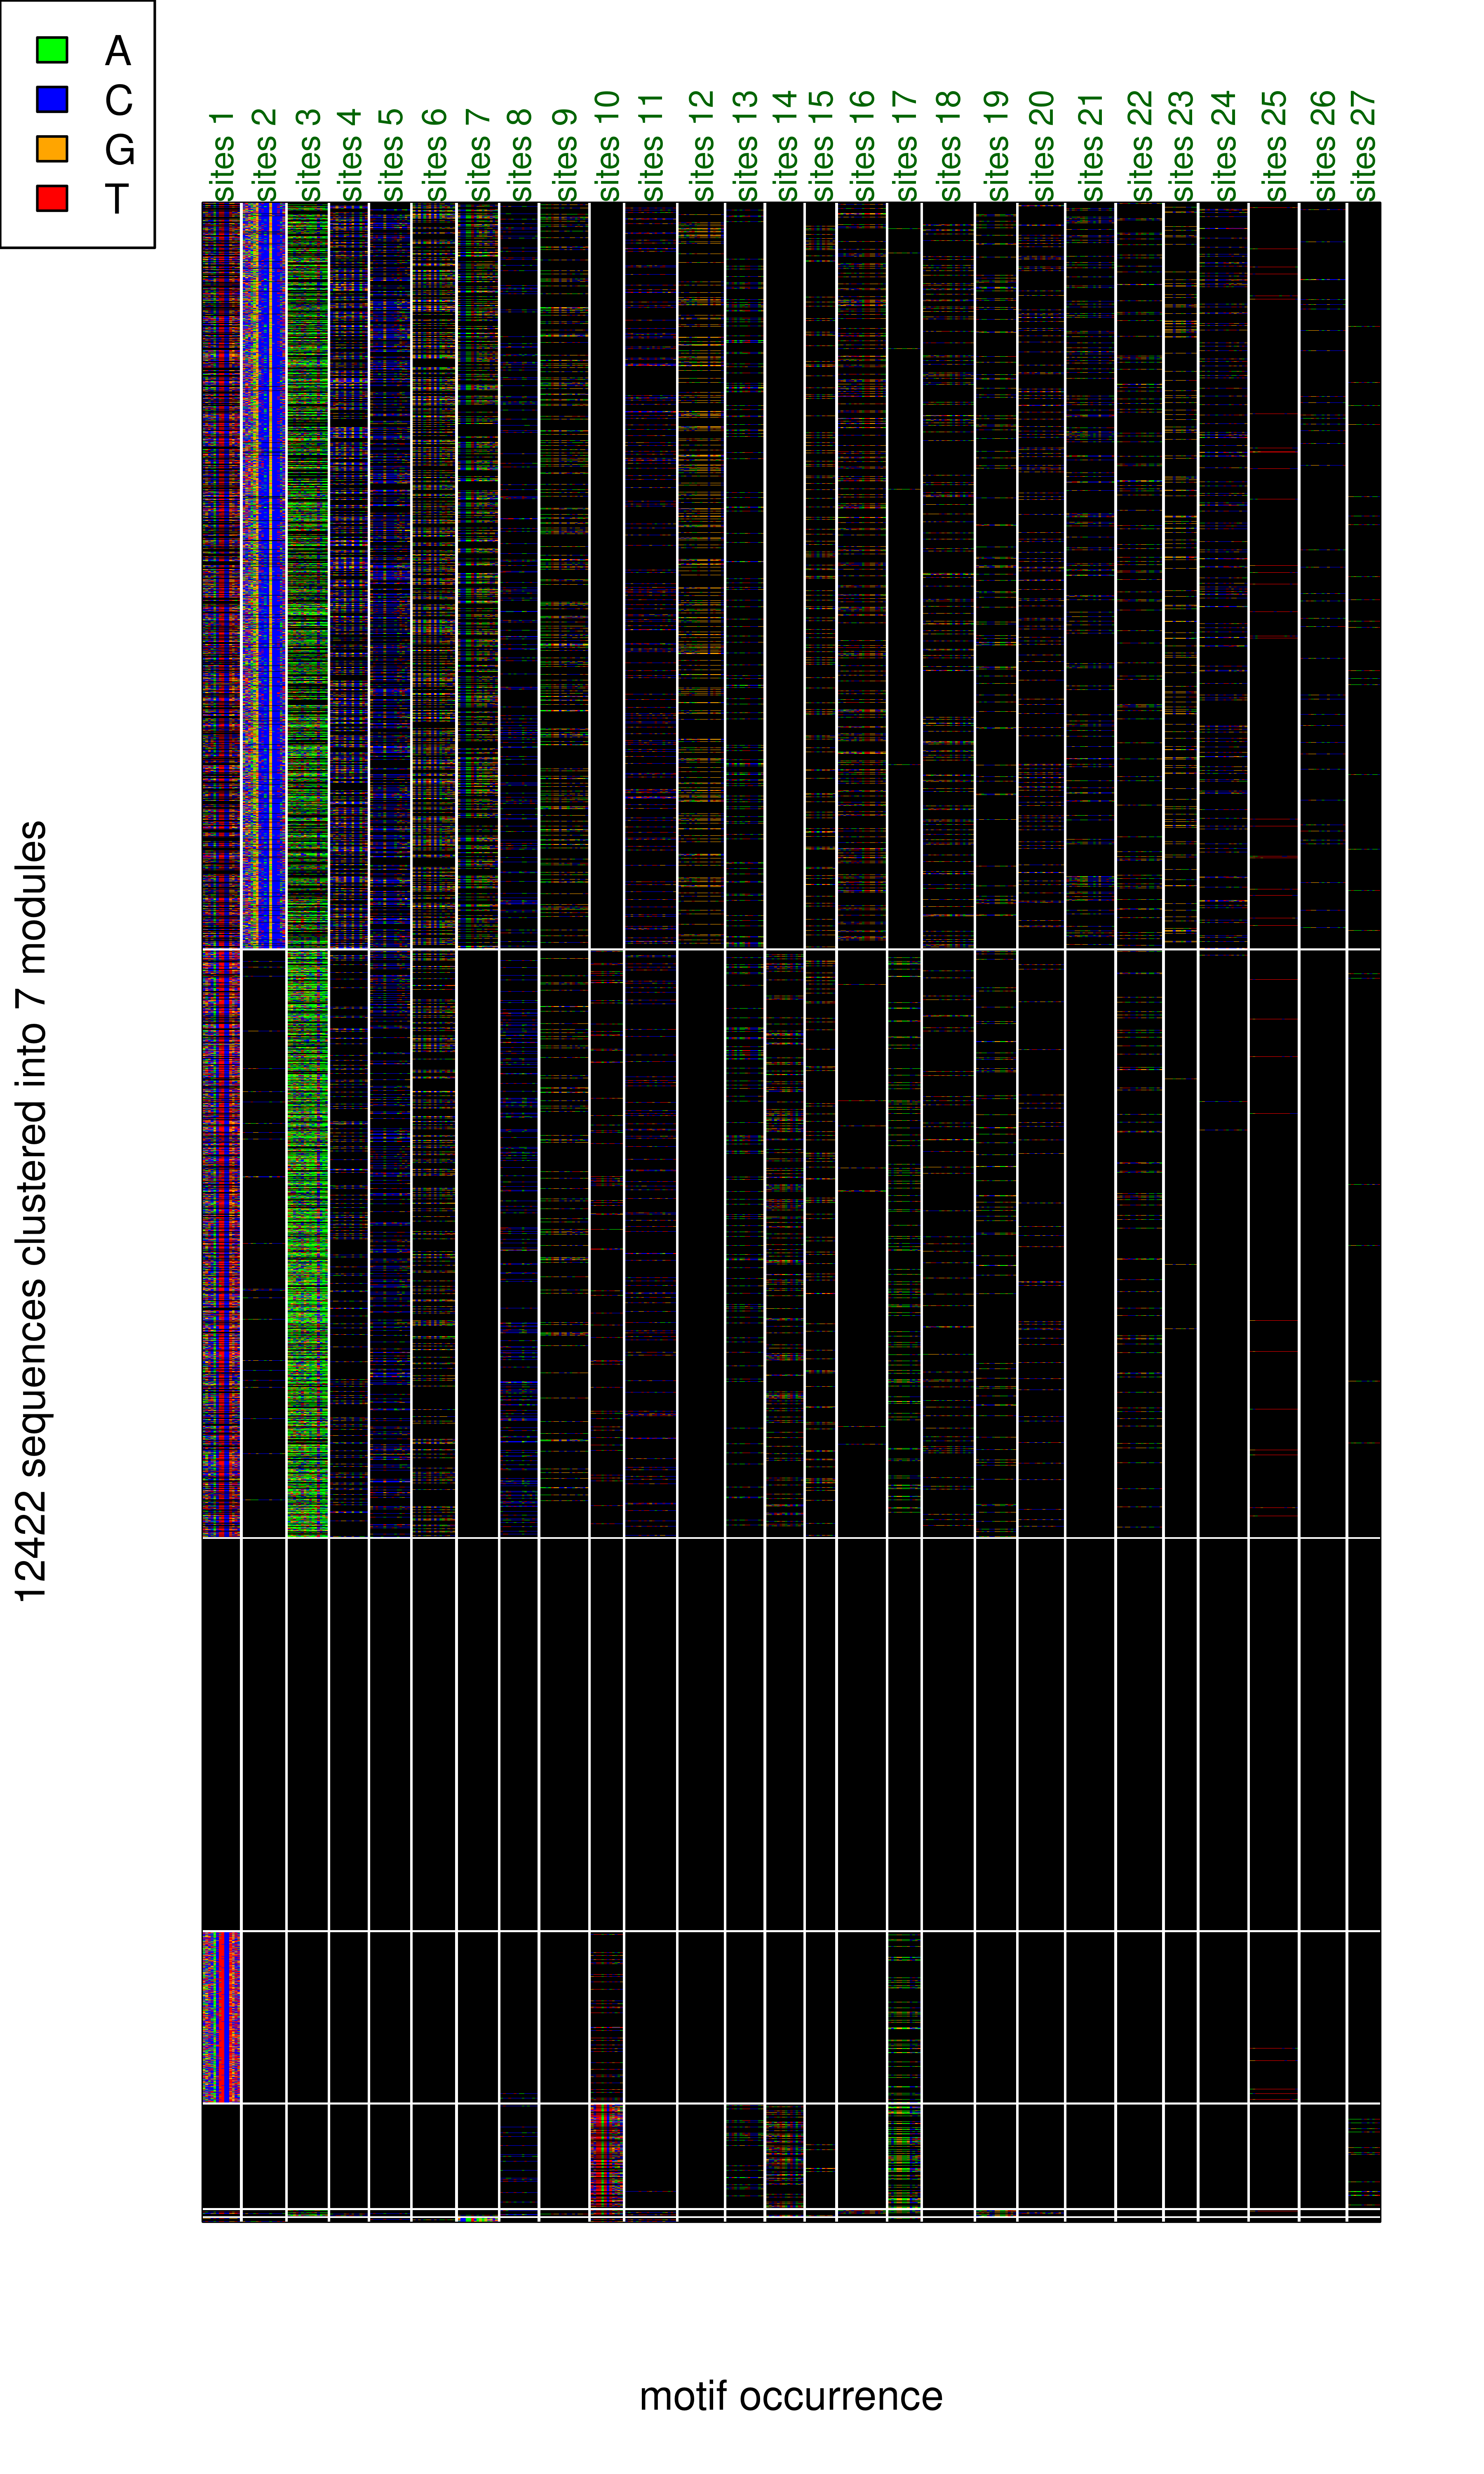 A
C
G
T
sites 1
sites 2
sites 3
sites 4
sites 5
sites 6
sites 7
sites 8
sites 9
sites 10
sites 11
sites 12
sites 13
sites 14
sites 15
sites 16
sites 17
sites 18
sites 19
sites 20
sites 21
sites 22
sites 23
sites 24
sites 25
sites 26
sites 27
12422 sequences clustered into 7 modules
motif occurrence